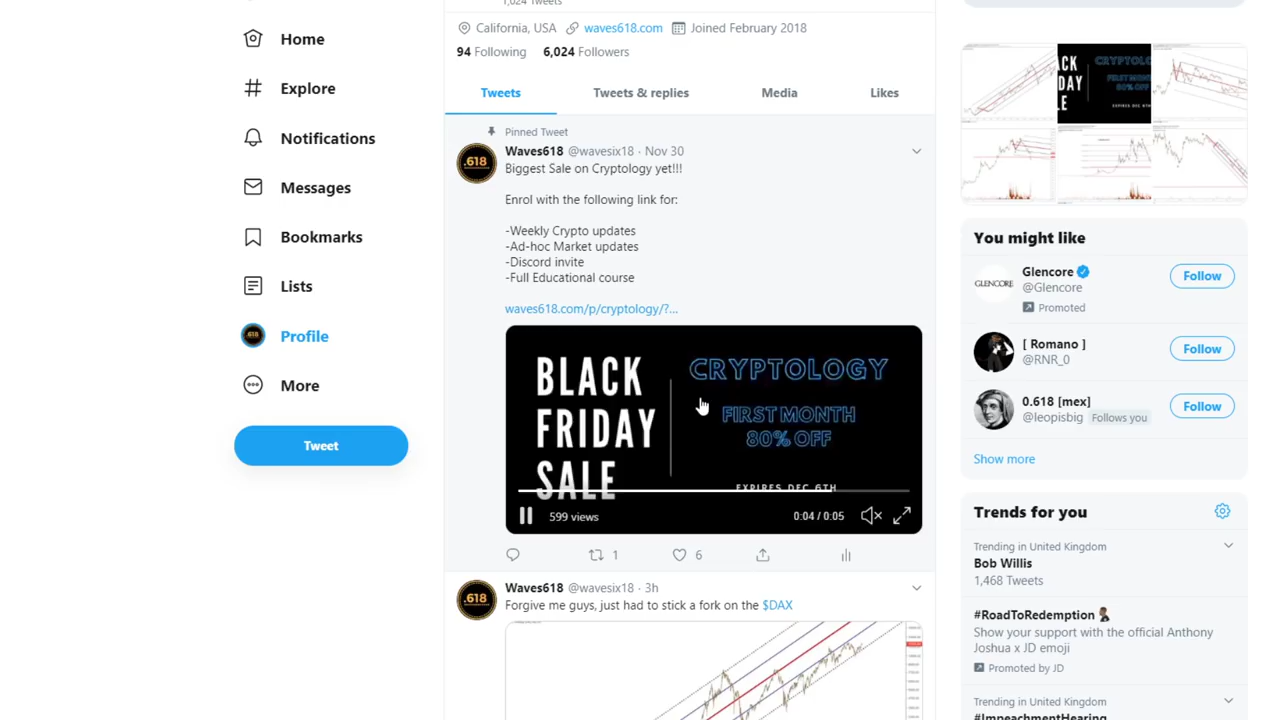 1,024 Tweets
California, USA waves618.com Joined February 2018
94 Following 6,024 Followers
Tweets Tweets & replies Media Likes
Home
Explore
Notifications
Messages
Bookmarks
Lists
Profile
More
Tweet
Pinned Tweet
Waves618 @wavesix18 · Nov 30
Biggest Sale on Cryptology yet!!!
Enrol with the following link for:
-Weekly Crypto updates
-Ad-hoc Market updates
-Discord invite
-Full Educational course
waves618.com/p/cryptology/?...
BLACK
FRIDAY
SALE
CRYPTOLOGY
FIRST MONTH
80% OFF
EXPIRES DEC 6TH
599 views 0:04 / 0:05
1 6
.618 Waves618 @wavesix18 · 3h
Forgive me guys, just had to stick a fork on the $DAX
You might like
Glencore
@Glencore
GLENCORE
Promoted
Follow
[ Romano ]
@RNR_0
Follow
0.618 [mex]
@leopisbig Follows you
Follow
Show more
Trends for you
Trending in United Kingdom
Bob Willis
1,468 Tweets
#RoadToRedemption
Show your support with the official Anthony
Joshua x JD emoji
Promoted by JD
Trending in United Kingdom
#ImpeachmentHearing